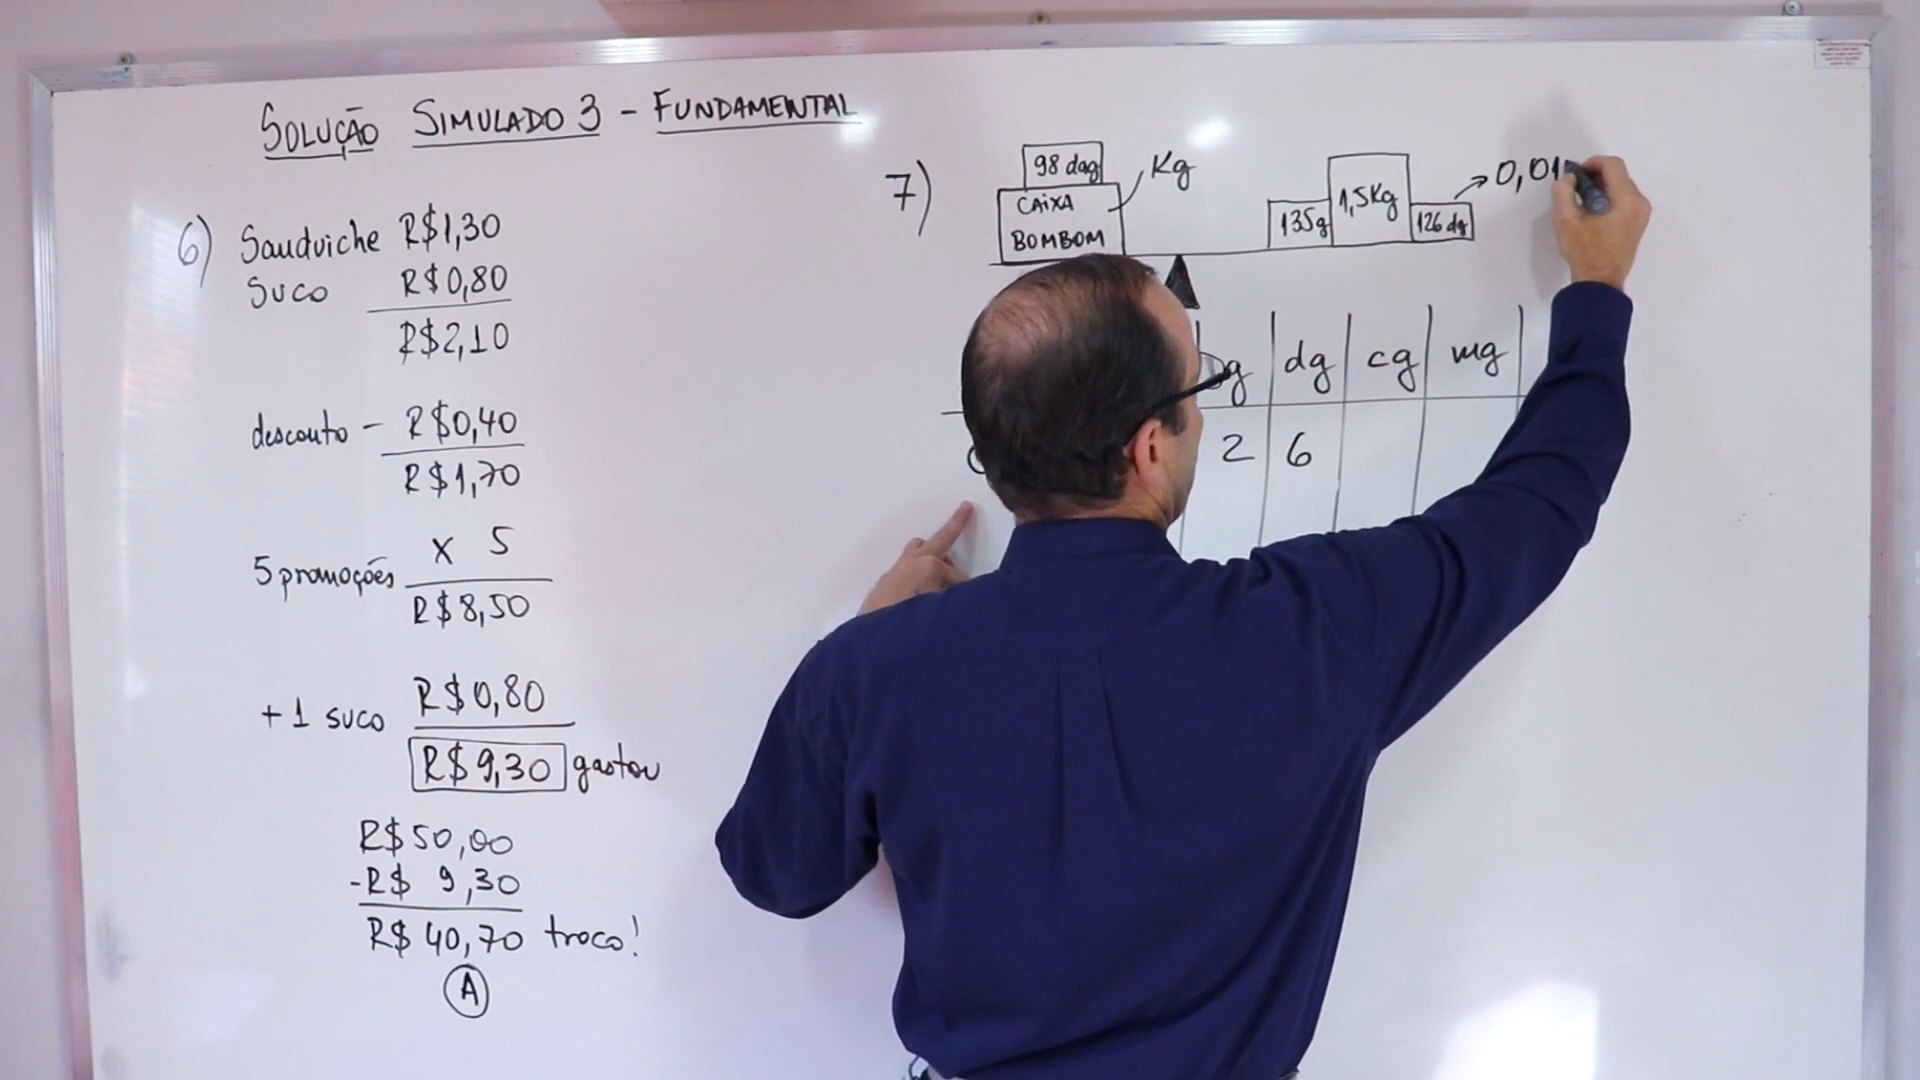 SOLUÇÃO SIMULADO 3 - FUNDAMENTAL
6) Sanduiche R$1,30
Suco R$0,80
R$2,10
desconto - R$0,40
R$1,70
5 promoções x 5
R$8,50
+ 1 suco R$0,80
R$9,30 gastou
R$50,00
-R$ 9,30
R$ 40,70 troco!
A
7)
98 dag
Kg
CAIXA
BOMBOM
135g
1,5Kg
126 dg
0,01
dg cg mg
2 6